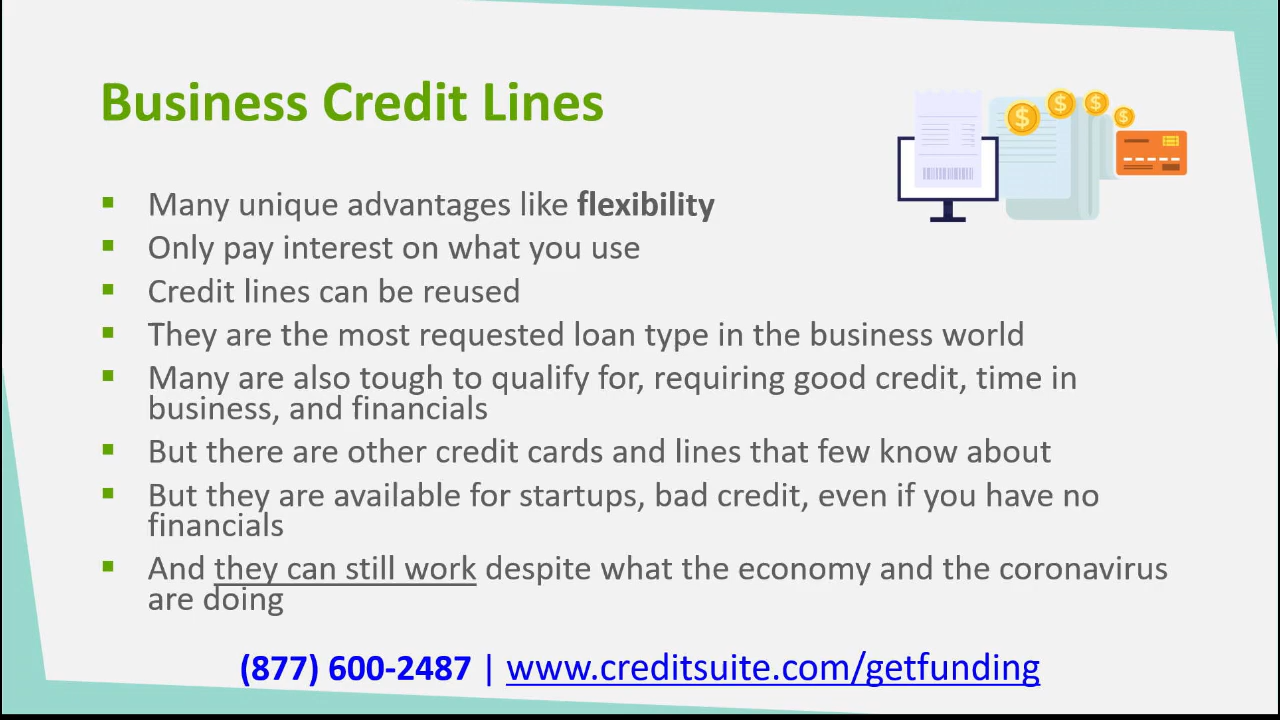 Business Credit Lines
▪ Many unique advantages like flexibility
▪ Only pay interest on what you use
▪ Credit lines can be reused
▪ They are the most requested loan type in the business world
▪ Many are also tough to qualify for, requiring good credit, time in
business, and financials
▪ But there are other credit cards and lines that few know about
▪ But they are available for startups, bad credit, even if you have no
financials
▪ And they can still work despite what the economy and the coronavirus
are doing
(877) 600-2487 | www.creditsuite.com/getfunding